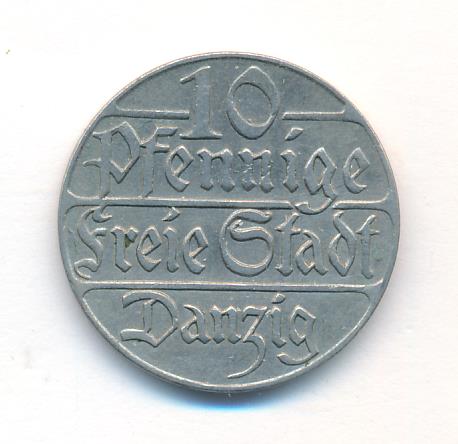 10
Pfennige
Freie Stadt
Danzig